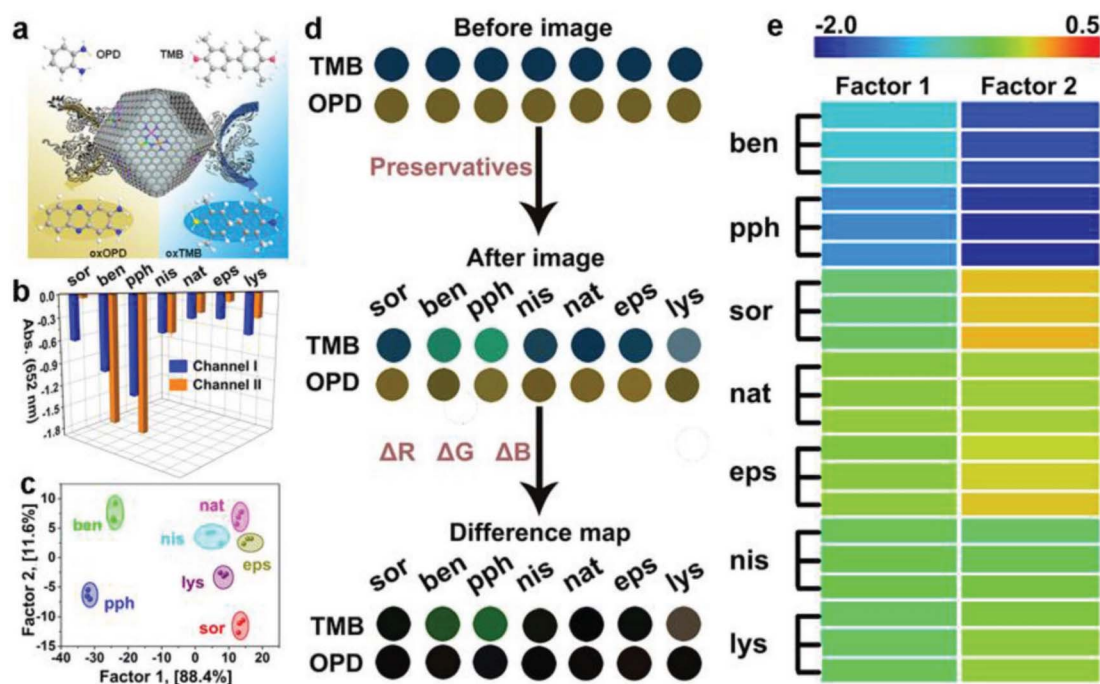 a
OPD
TMB
oxOPD
oxTMB
b
sor
ben
pph
nis
nat
eps
lys
0.0
-0.3
-0.6
-0.9
-1.2
-1.5
-1.8
Abs. (652 nm)
Channel I
Channel II
c
10
5
0
-5
-10
-15
Factor 2, [11.6%]
ben
nat
nis
eps
lys
pph
sor
-40 -30 -20 -10 0 10 20
Factor 1, [88.4%]
d
Before image
TMB
OPD
Preservatives
After image
sor ben pph nis nat eps lys
TMB
OPD
ΔR ΔG ΔB
Difference map
sor ben pph nis nat eps lys
TMB
OPD
e
-2.0 0.5
Factor 1 Factor 2
ben
pph
sor
nat
eps
nis
lys